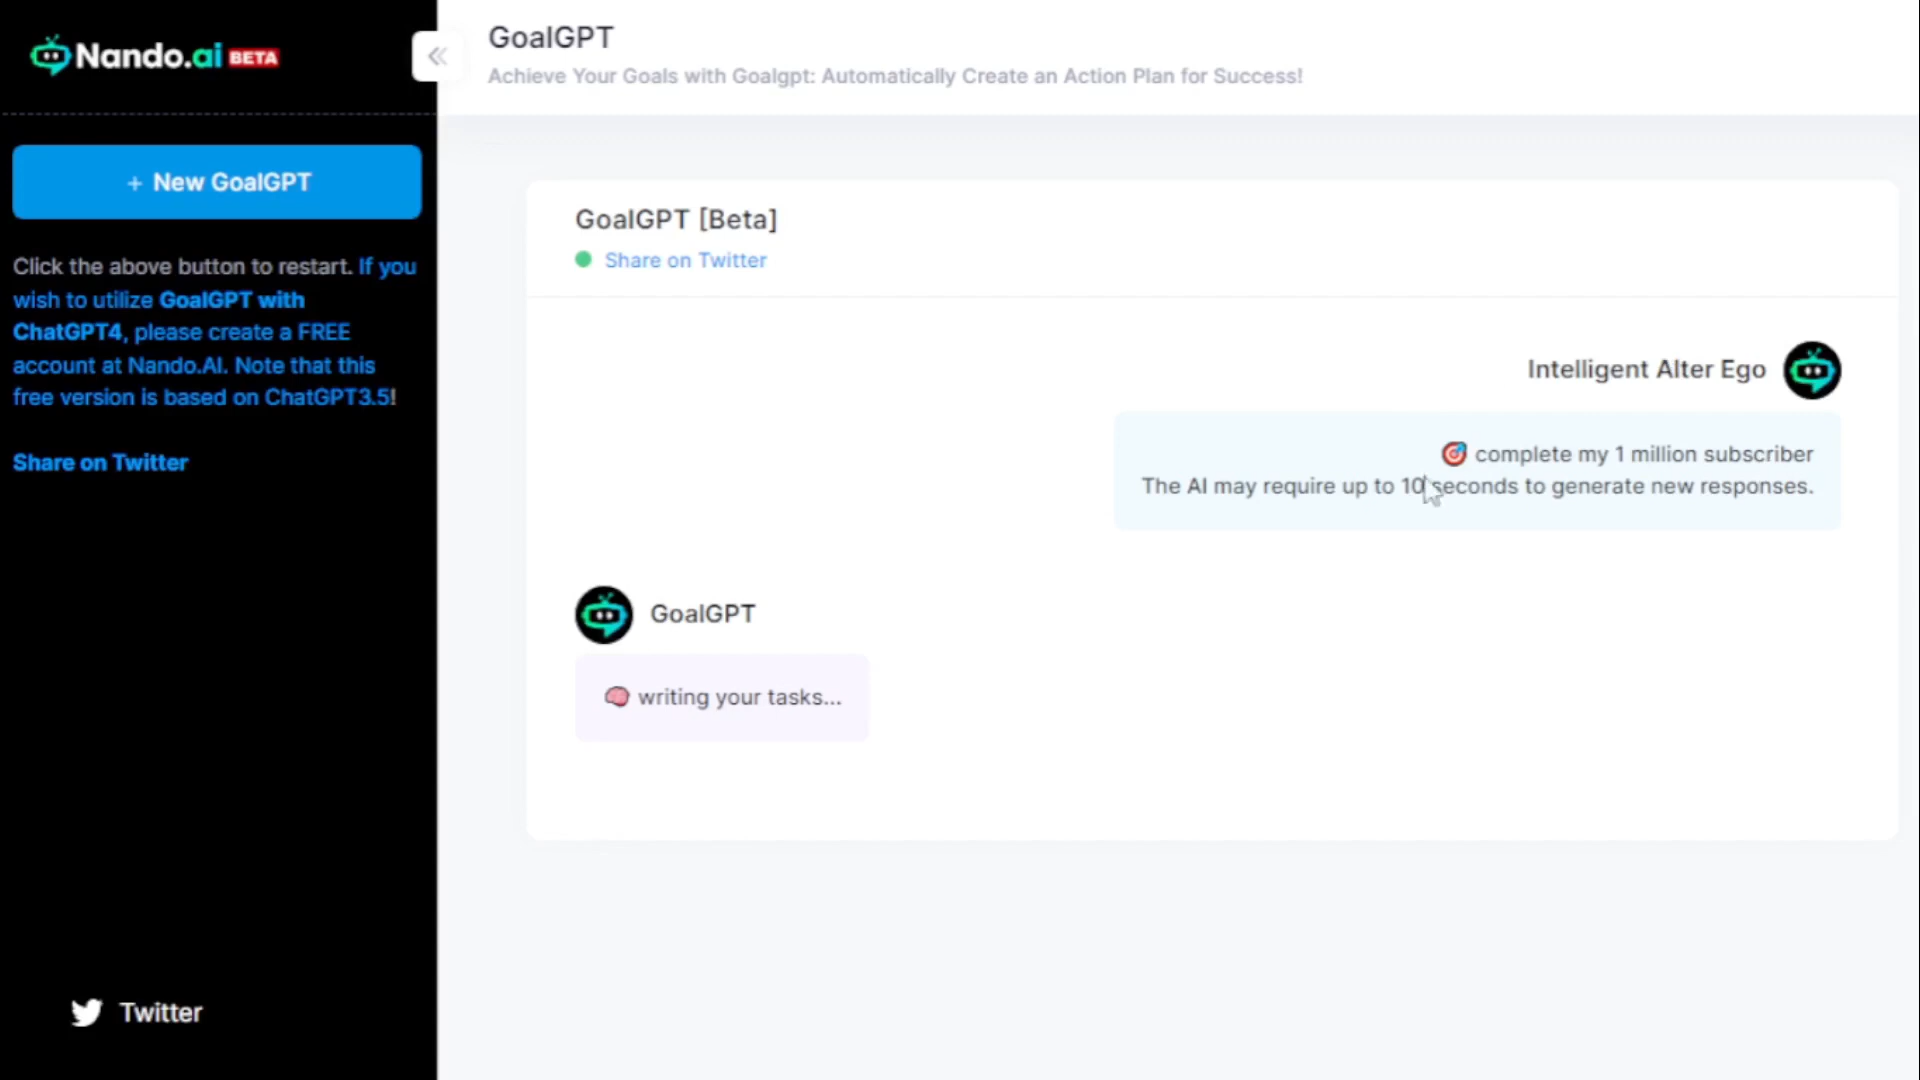 Nando.ai BETA
GoalGPT
Achieve Your Goals with Goalgpt: Automatically Create an Action Plan for Success!
+ New GoalGPT
Click the above button to restart. If you
wish to utilize GoalGPT with
ChatGPT4, please create a FREE
account at Nando.AI. Note that this
free version is based on ChatGPT3.5!
Share on Twitter
Twitter
GoalGPT [Beta]
Share on Twitter
Intelligent Alter Ego
complete my 1 million subscriber
The AI may require up to 10 seconds to generate new responses.
GoalGPT
writing your tasks...